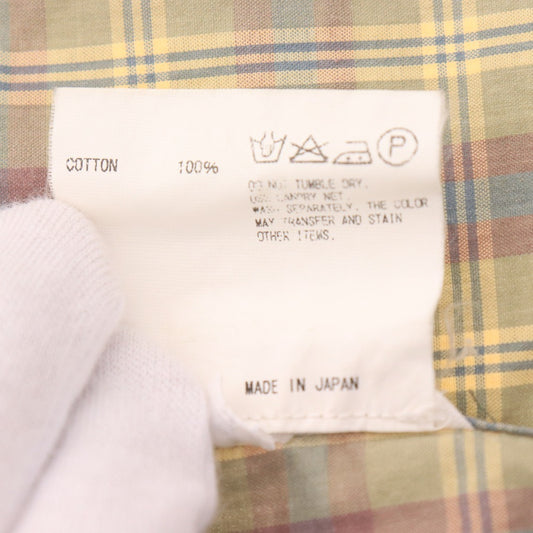 COTTON 100%
P
DO NOT TUMBLE DRY.
USE LANDRY NET.
WASH SEPARATELY. THE COLOR
MAY TRANSFER AND STAIN
OTHER ITEMS.
MADE IN JAPAN